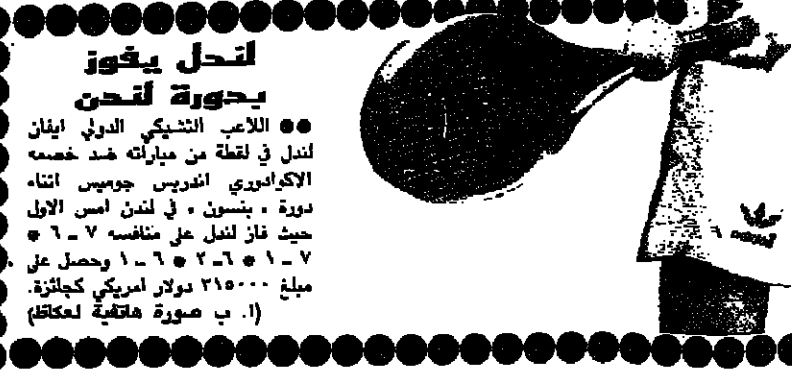 لندل يفوز
بدورة لندن
●● اللاعب التشيكي الدولي ايفان
لندل في لقطة من مباراته ضد خصمه
الاكوادوري اندريس جوميس اثناء
دورة « بنسون » في لندن امس الاول
حيث فاز لندل على منافسه ٧ ـ ٦ ●
٧ ـ ١ ● ٦ ـ ٢ ● ٦ ـ ١ وحصل على
مبلغ ٢١٥٠٠٠ دولار امريكي كجائزة.
(ا. ب صورة هاتفية لعكاظ)
adidas